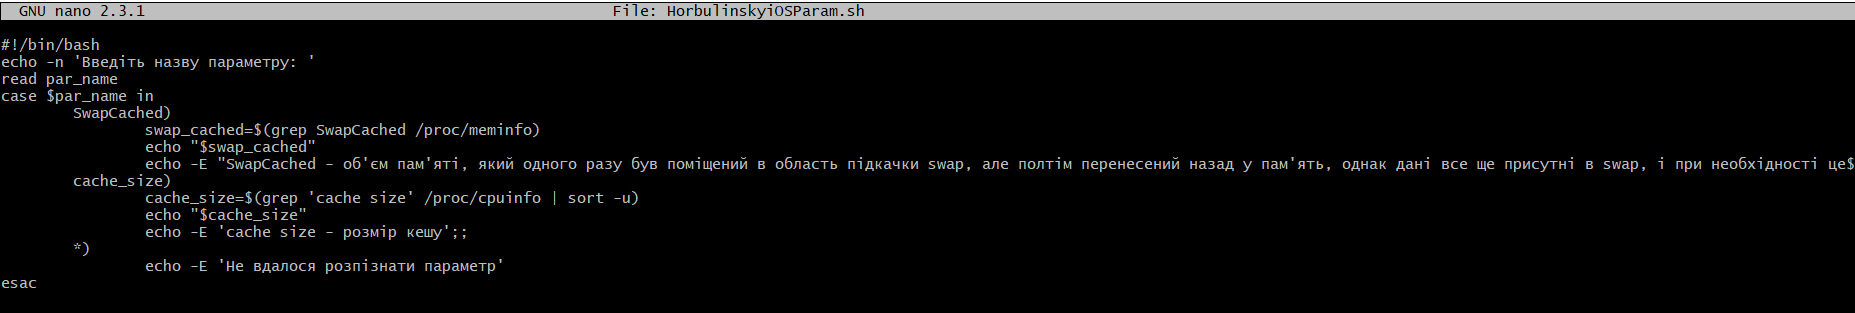 GNU nano 2.3.1 File: HorbulinskyiOSParam.sh
#!/bin/bash
echo -n 'Введіть назву параметру: '
read par_name
case $par_name in
SwapCached)
swap_cached=$(grep SwapCached /proc/meminfo)
echo "$swap_cached"
echo -E "SwapCached - об'єм пам'яті, який одного разу був поміщений в область підкачки swap, але полтім перенесений назад у пам'ять, однак дані все ще присутні в swap, і при необхідності це$
cache_size)
cache_size=$(grep 'cache size' /proc/cpuinfo | sort -u)
echo "$cache_size"
echo -E 'cache size - розмір кешу';;
*)
echo -E 'Не вдалося розпізнати параметр'
esac